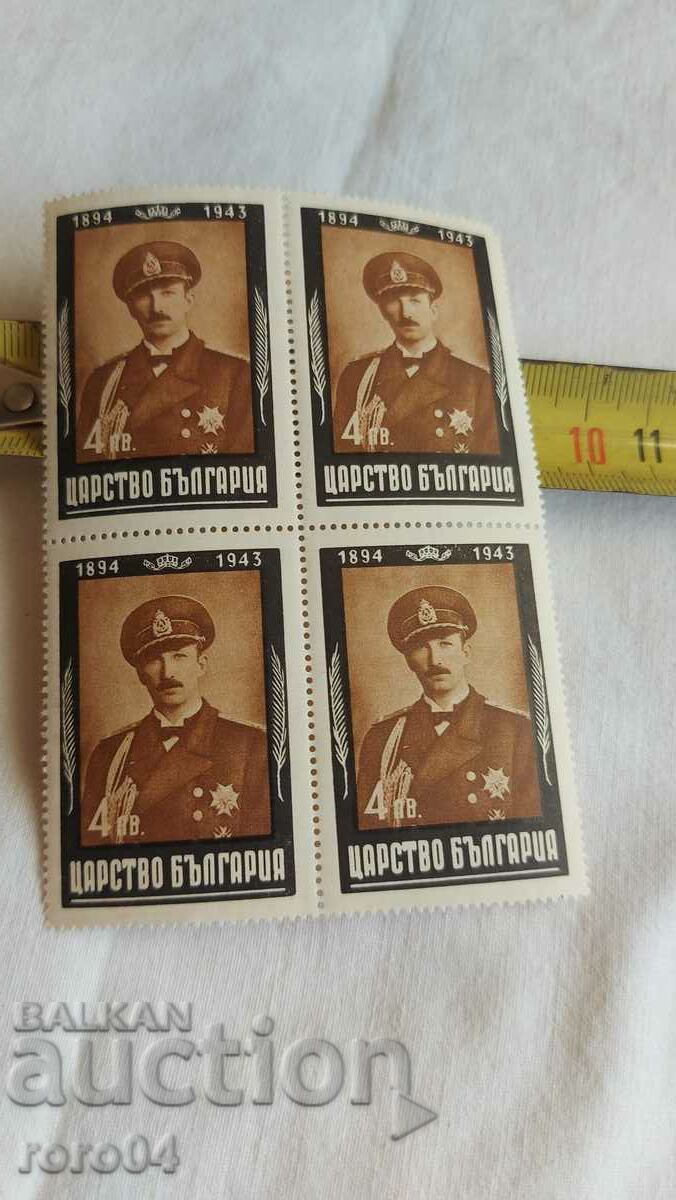 1894 1943
4 лв.
ЦАРСТВО БЪЛГАРИЯ
1894 1943
4 лв.
ЦАРСТВО БЪЛГАРИЯ
10 11
1894 1943
4 лв.
ЦАРСТВО БЪЛГАРИЯ
1894 1943
4 лв.
ЦАРСТВО БЪЛГАРИЯ
BALKAN
auction
roro04